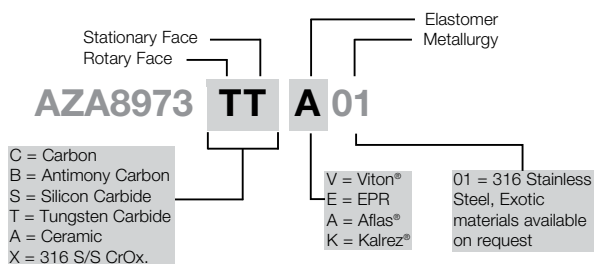 Stationary Face
Rotary Face
Elastomer
Metallurgy
AZA8973 TT A 01
C = Carbon
B = Antimony Carbon
S = Silicon Carbide
T = Tungsten Carbide
A = Ceramic
X = 316 S/S CrOx.
V = Viton®
E = EPR
A = Aflas®
K = Kalrez®
01 = 316 Stainless
Steel, Exotic
materials available
on request